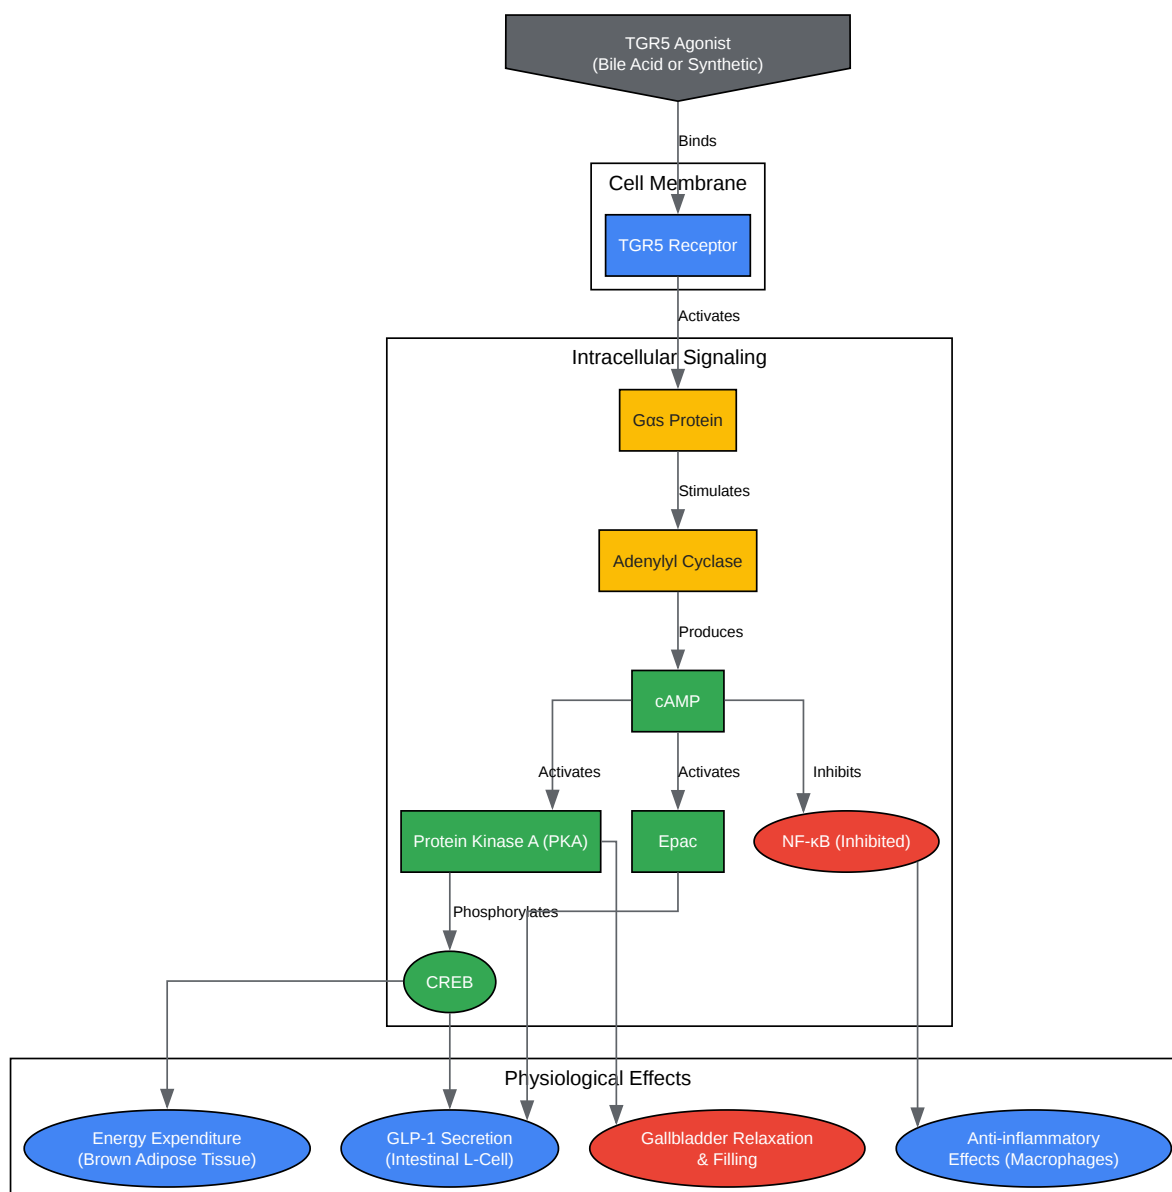 TGR5 Agonist
(Bile Acid or Synthetic)
Binds
Cell Membrane
TGR5 Receptor
Activates
Intracellular Signaling
Gαs Protein
Stimulates
Adenylyl Cyclase
Produces
cAMP
Activates
Activates
Inhibits
Protein Kinase A (PKA)
Epac
NF-κB (Inhibited)
Phosphorylates
CREB
Physiological Effects
Energy Expenditure
(Brown Adipose Tissue)
GLP-1 Secretion
(Intestinal L-Cell)
Gallbladder Relaxation
& Filling
Anti-inflammatory
Effects (Macrophages)